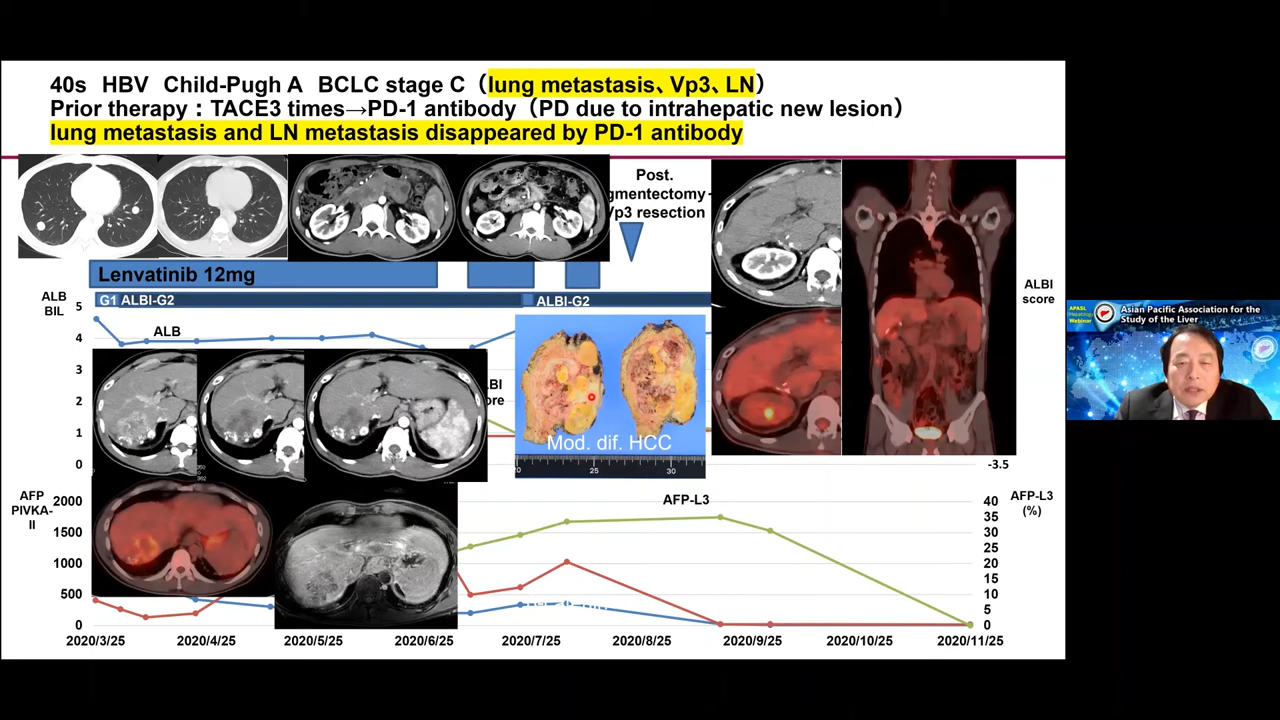 40s HBV Child-Pugh A BCLC stage C（lung metastasis、Vp3、LN）
Prior therapy：TACE3 times→PD-1 antibody（PD due to intrahepatic new lesion）
lung metastasis and LN metastasis disappeared by PD-1 antibody
Post.
gmentectomy
Vp3 resection
Lenvatinib 12mg
G1 ALBI-G2
ALBI-G2
ALB
BIL
5
4
3
2
1
0
ALB
ALBI
score
-3.5
Mod. dif. HCC
25
30
AFP
PIVKA-
II
2000
1500
1000
500
0
AFP-L3
40
35
30
25
20
15
10
5
0
AFP-L3
(%)
2020/3/25
2020/4/25
2020/5/25
2020/6/25
2020/7/25
2020/8/25
2020/9/25
2020/10/25
2020/11/25
APASL
Hepatology
Webinar
Asian Pacific Association for the
Study of the Liver